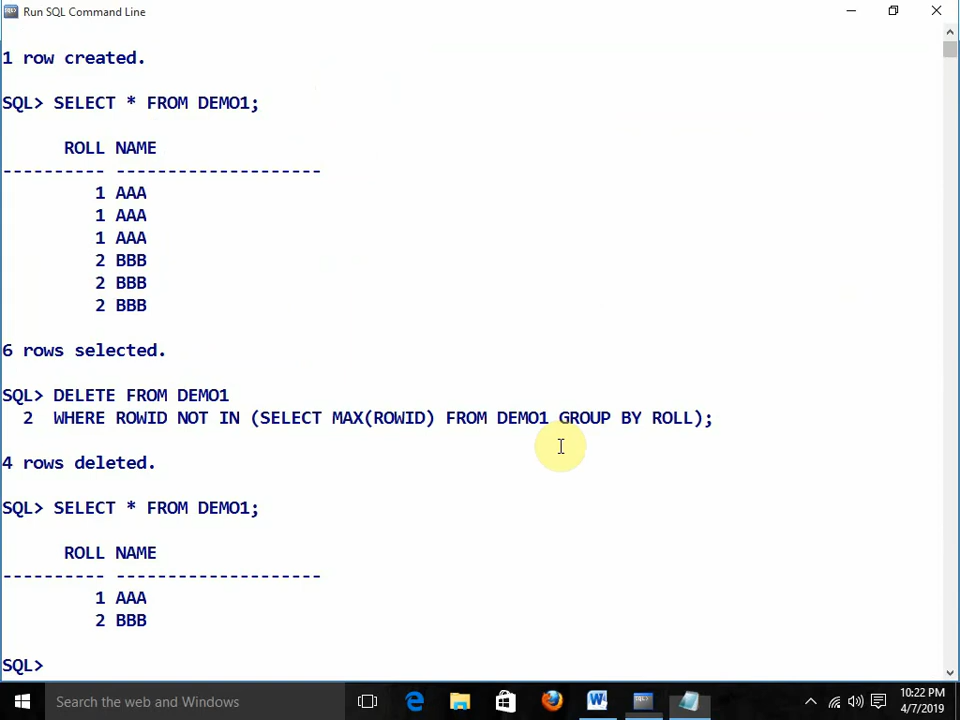 Run SQL Command Line
1 row created.
SQL> SELECT * FROM DEMO1;
ROLL NAME
---------- --------------------
1 AAA
1 AAA
1 AAA
2 BBB
2 BBB
2 BBB
6 rows selected.
SQL> DELETE FROM DEMO1
2 WHERE ROWID NOT IN (SELECT MAX(ROWID) FROM DEMO1 GROUP BY ROLL);
4 rows deleted.
SQL> SELECT * FROM DEMO1;
ROLL NAME
---------- --------------------
1 AAA
2 BBB
SQL>
Search the web and Windows
10:22 PM
4/7/2019